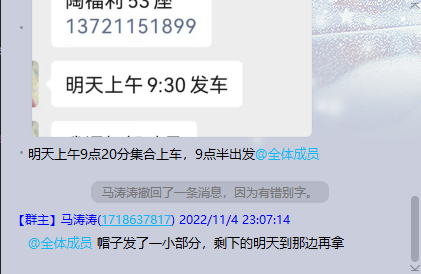 陶福利 53座
13721151899
明天上午 9:30 发车
明天上午9点20分集合上车，9点半出发@全体成员
马涛涛撤回了一条消息，因为有错别字。
【群主】马涛涛(1718637817) 2022/11/4 23:07:14
@全体成员 帽子发了一小部分，剩下的明天到那边再拿